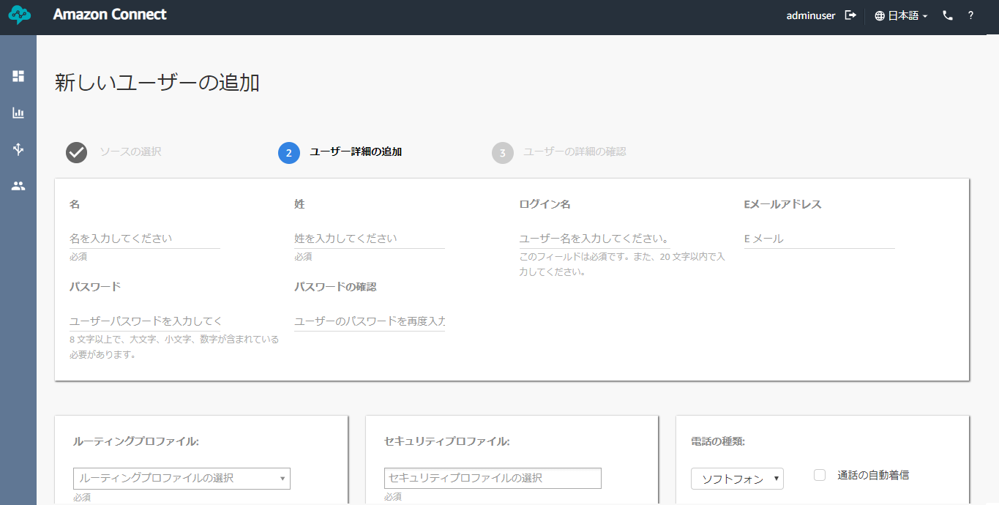 Amazon Connect
adminuser 日本語 ?
新しいユーザーの追加
ソースの選択 2 ユーザー詳細の追加 3 ユーザーの詳細の確認
名 姓 ログイン名 Eメールアドレス
名を入力してください 姓を入力してください ユーザー名を入力してください。 E メール
必須 必須 このフィールドは必須です。また、20 文字以内で入
力してください。
パスワード パスワードの確認
ユーザーパスワードを入力してく ユーザーのパスワードを再度入力
8 文字以上で、大文字、小文字、数字が含まれている
必要があります。
ルーティングプロファイル: セキュリティプロファイル: 電話の種類:
ルーティングプロファイルの選択 セキュリティプロファイルの選択 ソフトフォン 通話の自動着信
必須 必須